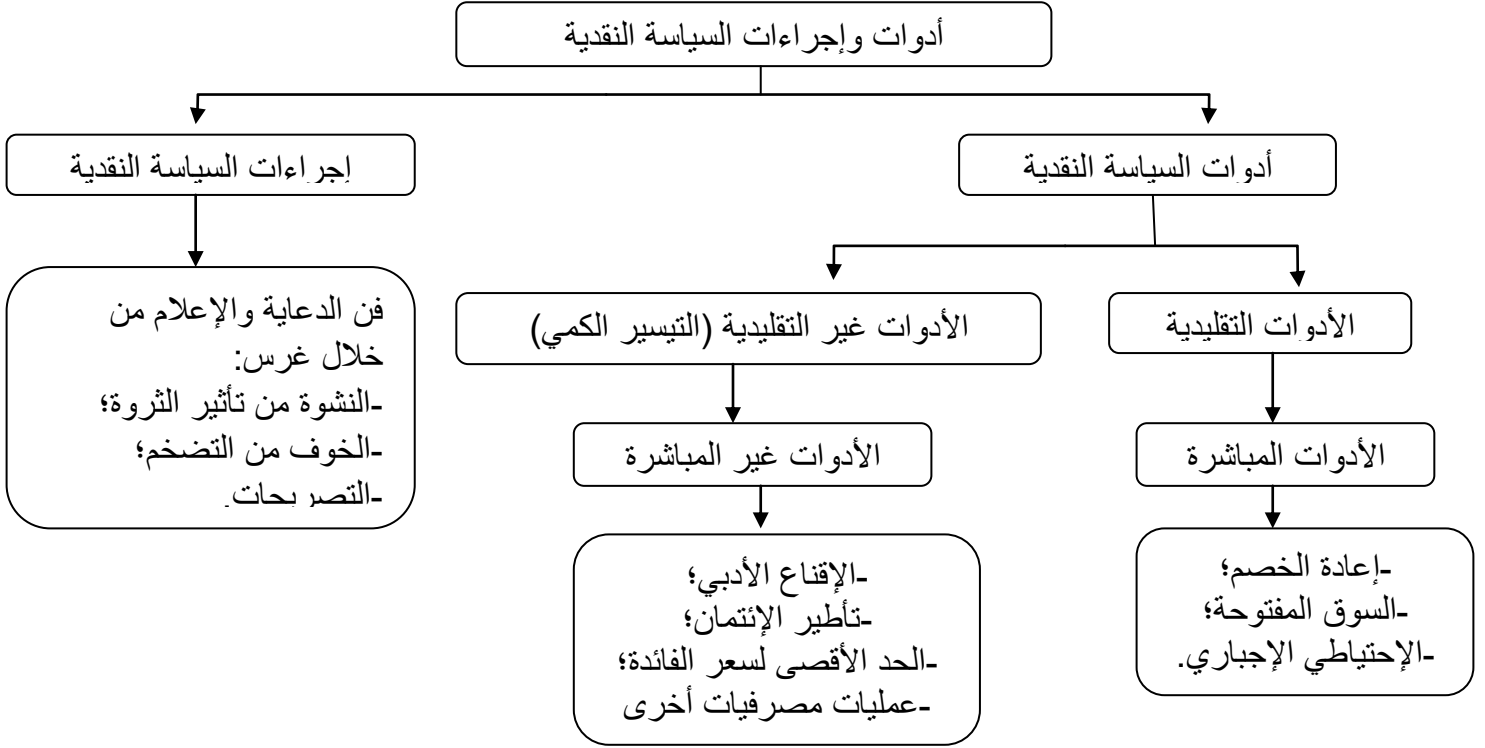 أدوات وإجراءات السياسة النقدية
أدوات السياسة النقدية
إجراءات السياسة النقدية
الأدوات التقليدية
الأدوات غير التقليدية (التيسير الكمي)
فن الدعاية والإعلام من
خلال غرس:
-النشوة من تأثير الثروة؛
-الخوف من التضخم؛
-التصريحات.
الأدوات المباشرة
الأدوات غير المباشرة
-إعادة الخصم؛
-السوق المفتوحة؛
-الإحتياطي الإجباري.
-الإقناع الأدبي؛
-تأطير الإئتمان؛
-الحد الأقصى لسعر الفائدة؛
-عمليات مصرفيات أخرى